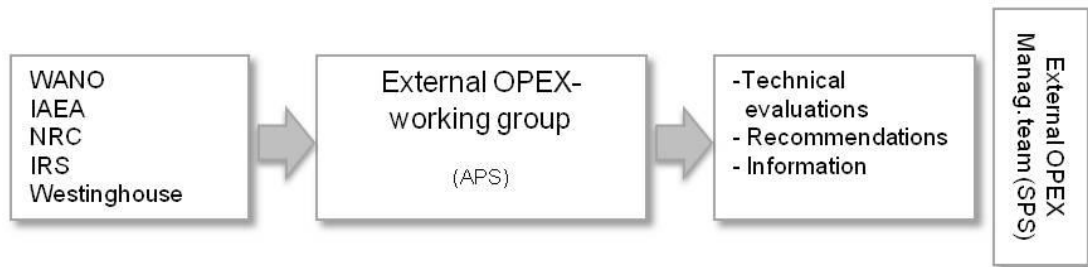 WANO
IAEA
NRC
IRS
Westinghouse
External OPEX-
working group
(APS)
-Technical
evaluations
- Recommendations
- Information
External OPEX
Manag. team (SPS)